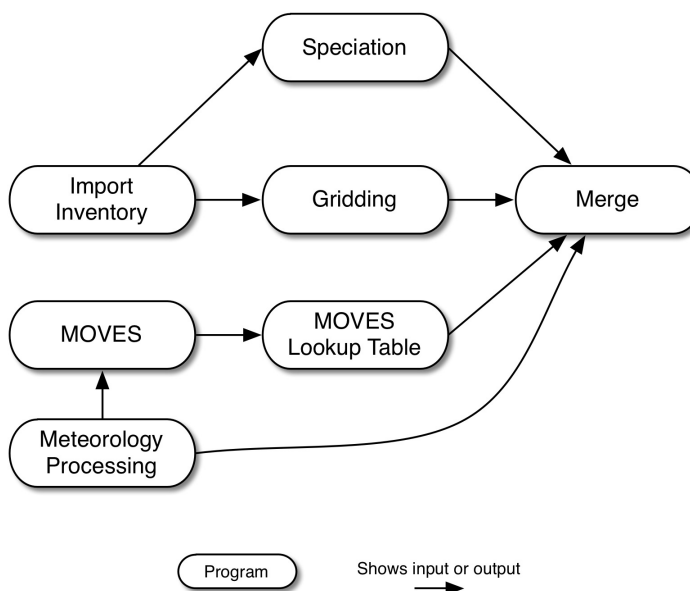 Speciation
Import
Inventory
Gridding
Merge
MOVES
MOVES
Lookup Table
Meteorology
Processing
Program
Shows input or output